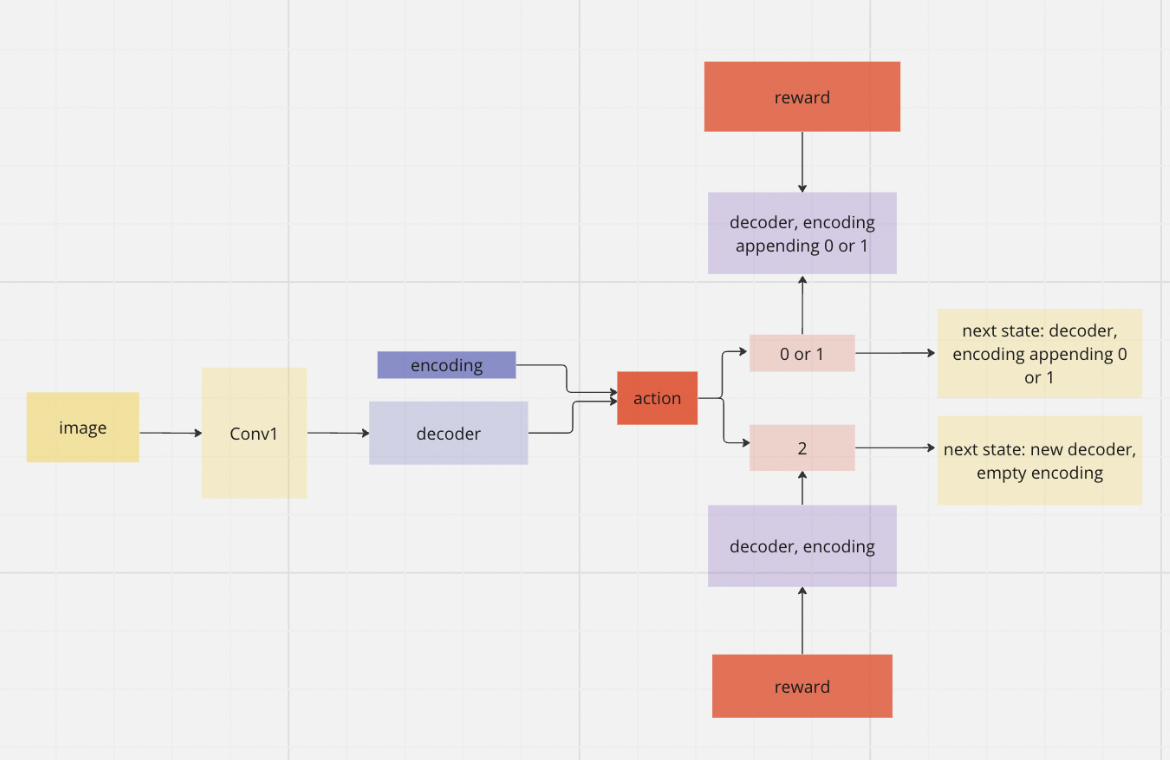 reward
decoder, encoding
appending 0 or 1
next state: decoder,
encoding appending 0
or 1
0 or 1
encoding
action
image
Conv1
decoder
2
next state: new decoder,
empty encoding
decoder, encoding
reward